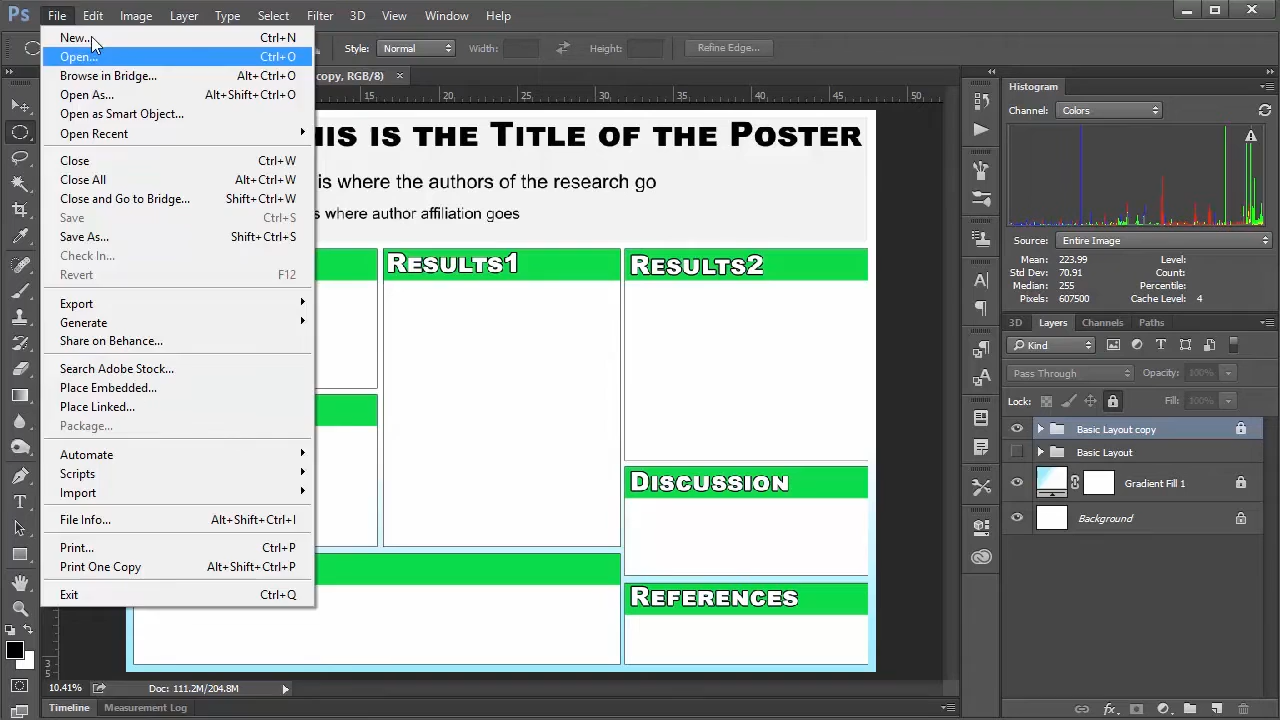 Ps File Edit Image Layer Type Select Filter 3D View Window Help
Style: Normal Width: Height: Refine Edge...
New... Ctrl+N
Open... Ctrl+O
Browse in Bridge... Alt+Ctrl+O
Open As... Alt+Shift+Ctrl+O
Open as Smart Object...
Open Recent
Close Ctrl+W
Close All Alt+Ctrl+W
Close and Go to Bridge... Shift+Ctrl+W
Save Ctrl+S
Save As... Shift+Ctrl+S
Check In...
Revert F12
Export
Generate
Share on Behance...
Search Adobe Stock...
Place Embedded...
Place Linked...
Package...
Automate
Scripts
Import
File Info... Alt+Shift+Ctrl+I
Print... Ctrl+P
Print One Copy Alt+Shift+Ctrl+P
Exit Ctrl+Q
copy, RGB/8)
15 20 25 30 35 40 45 50
his is the Title of the Poster
is where the authors of the research go
s where author affiliation goes
Results1
Results2
Discussion
References
3
5
10.41% Doc: 111.2M/204.8M
Timeline Measurement Log
Histogram
Channel: Colors
Source: Entire Image
Mean: 223.99 Level:
Std Dev: 70.91 Count:
Median: 255 Percentile:
Pixels: 607500 Cache Level: 4
3D Layers Channels Paths
Kind
Pass Through Opacity: 100%
Lock: Fill: 100%
Basic Layout copy
Basic Layout
Gradient Fill 1
Background